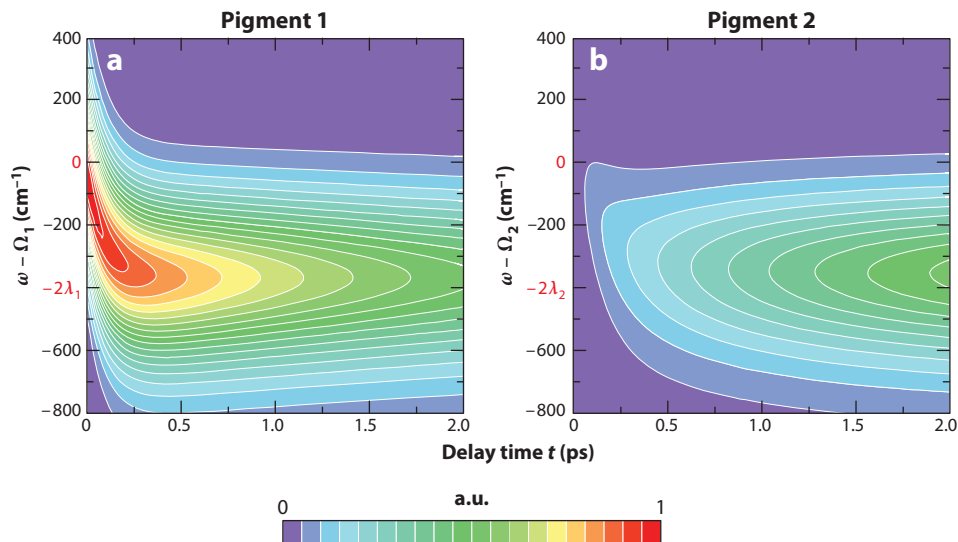 Pigment 1
Pigment 2
a
b
400
200
0
−200
−2λ₁
−600
−800
ω − Ω₁ (cm⁻¹)
0
0.5
1.0
1.5
2.0
400
200
0
−200
−2λ₂
−600
−800
ω − Ω₂ (cm⁻¹)
0
0.5
1.0
1.5
2.0
Delay time t (ps)
a.u.
0
1